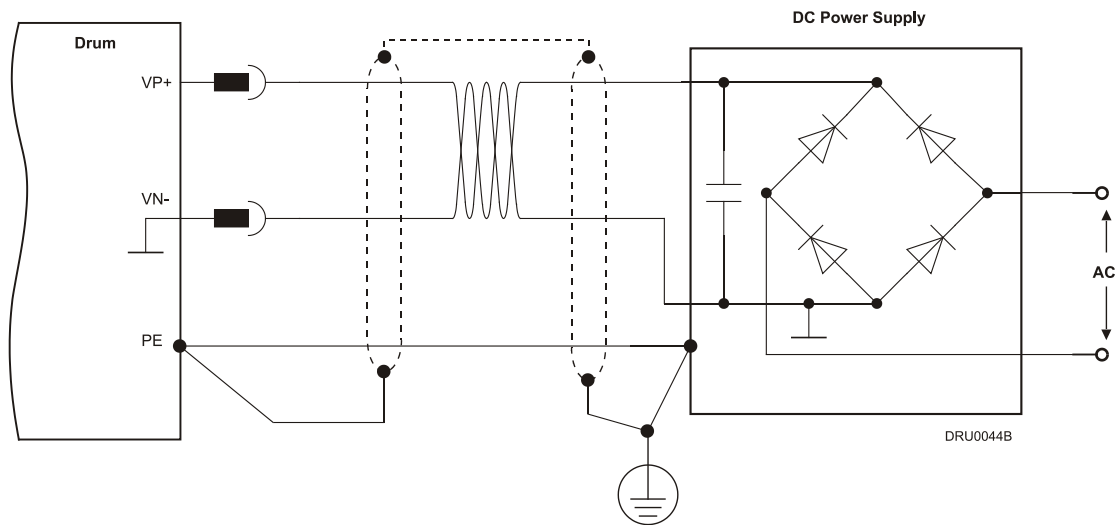 DC Power Supply
Drum
VP+
VN-
AC
PE
DRU0044B